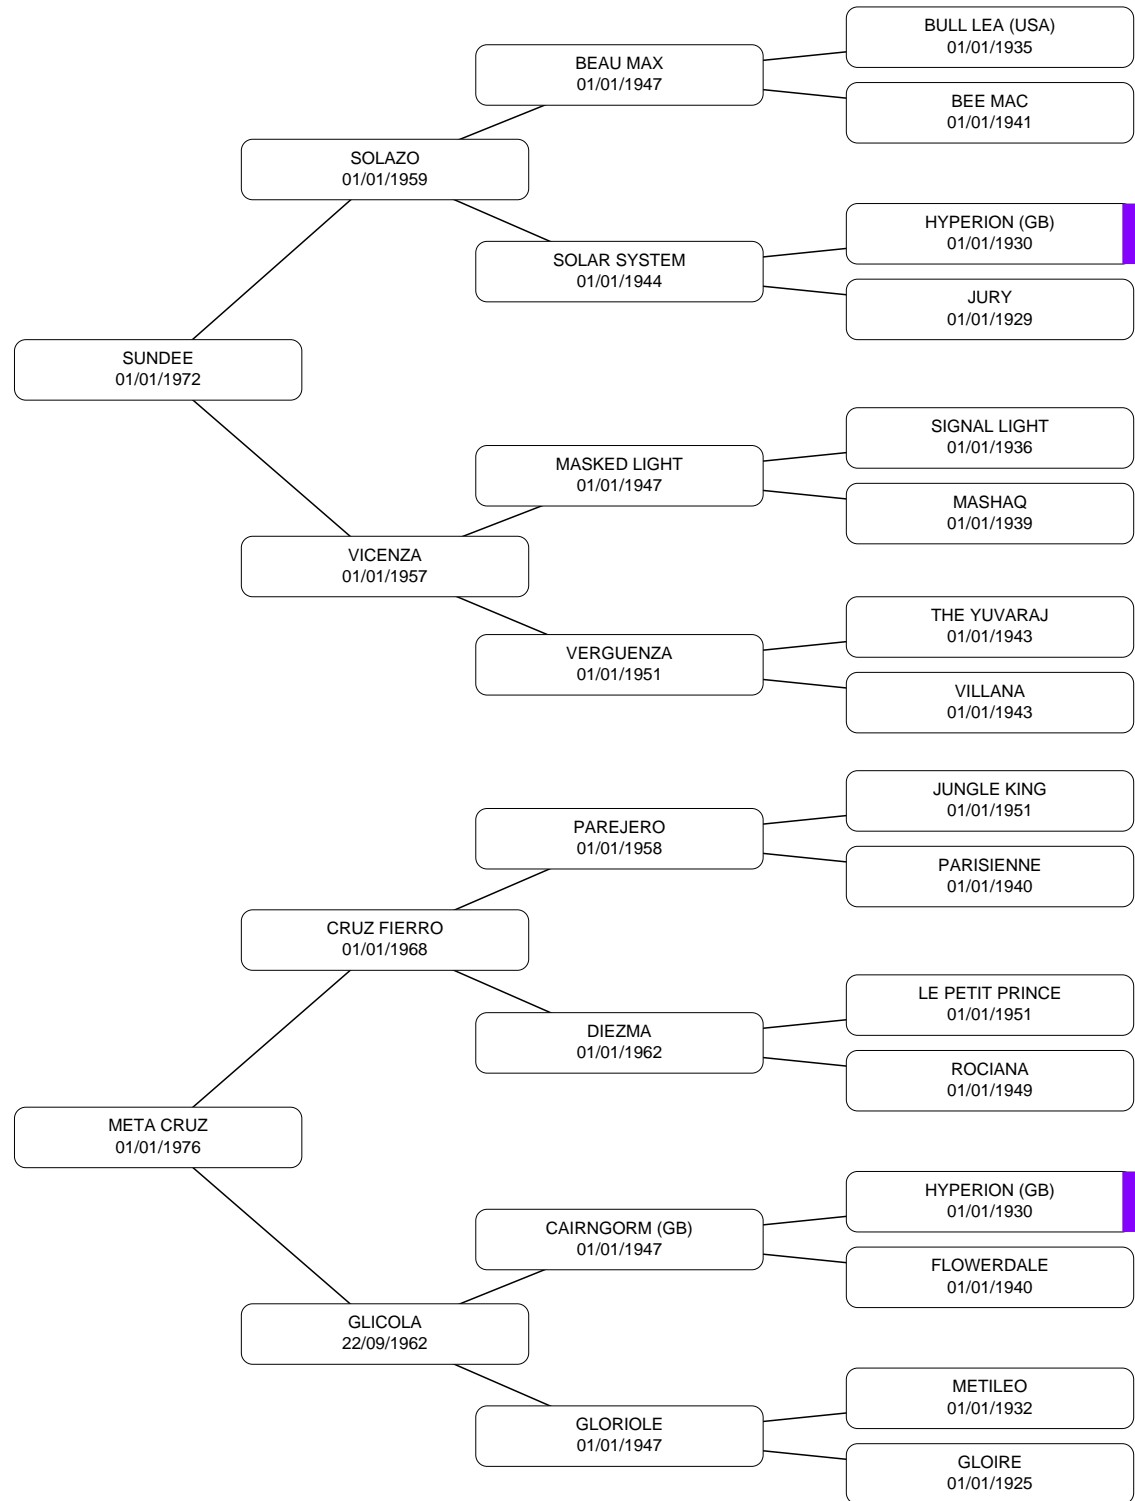 BULL LEA (USA)
01/01/1935
BEAU MAX
01/01/1947
BEE MAC
01/01/1941
SOLAZO
01/01/1959
HYPERION (GB)
01/01/1930
SOLAR SYSTEM
01/01/1944
JURY
01/01/1929
SUNDEE
01/01/1972
SIGNAL LIGHT
01/01/1936
MASKED LIGHT
01/01/1947
MASHAQ
01/01/1939
VICENZA
01/01/1957
THE YUVARAJ
01/01/1943
VERGUENZA
01/01/1951
VILLANA
01/01/1943
JUNGLE KING
01/01/1951
PAREJERO
01/01/1958
PARISIENNE
01/01/1940
CRUZ FIERRO
01/01/1968
LE PETIT PRINCE
01/01/1951
DIEZMA
01/01/1962
ROCIANA
01/01/1949
META CRUZ
01/01/1976
HYPERION (GB)
01/01/1930
CAIRNGORM (GB)
01/01/1947
FLOWERDALE
01/01/1940
GLICOLA
22/09/1962
METILEO
01/01/1932
GLORIOLE
01/01/1947
GLOIRE
01/01/1925